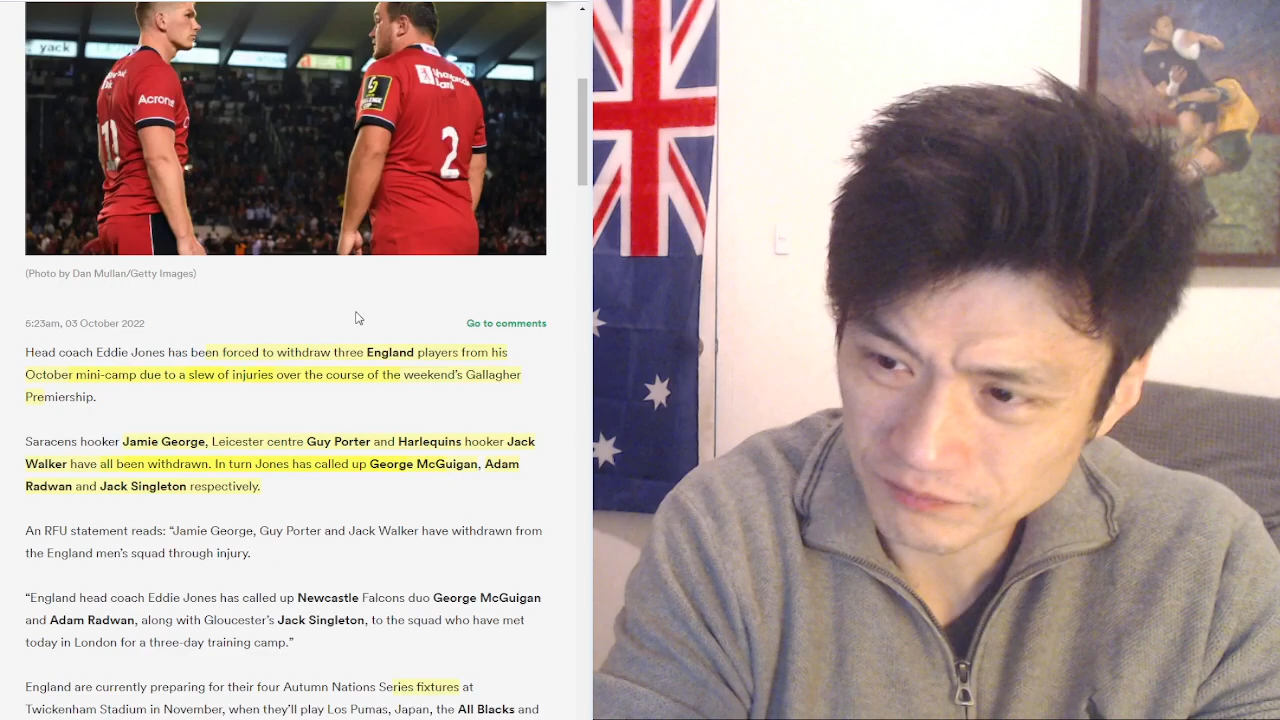 yack
Acronis
11
2
(Photo by Dan Mullan/Getty Images)
5:23am, 03 October 2022
Go to comments
Head coach Eddie Jones has been forced to withdraw three England players from his
October mini-camp due to a slew of injuries over the course of the weekend's Gallagher
Premiership.
Saracens hooker Jamie George, Leicester centre Guy Porter and Harlequins hooker Jack
Walker have all been withdrawn. In turn Jones has called up George McGuigan, Adam
Radwan and Jack Singleton respectively.
An RFU statement reads: “Jamie George, Guy Porter and Jack Walker have withdrawn from
the England men’s squad through injury.
“England head coach Eddie Jones has called up Newcastle Falcons duo George McGuigan
and Adam Radwan, along with Gloucester’s Jack Singleton, to the squad who have met
today in London for a three-day training camp.”
England are currently preparing for their four Autumn Nations Series fixtures at
Twickenham Stadium in November, when they’ll play Los Pumas, Japan, the All Blacks and